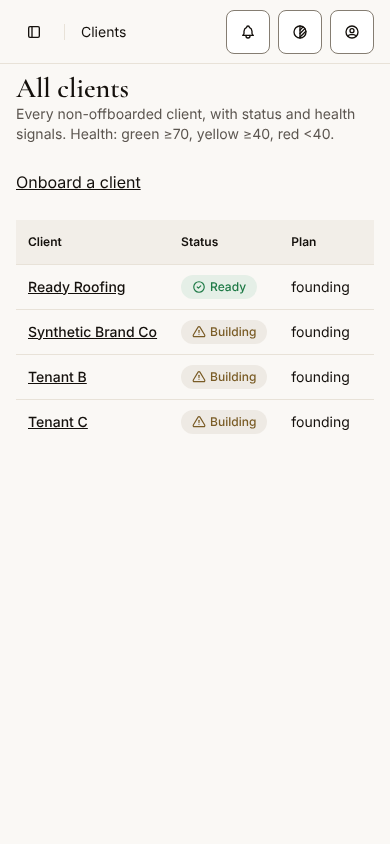 Clients
All clients
Every non-offboarded client, with status and health
signals. Health: green ≥70, yellow ≥40, red <40.
Onboard a client
Client Status Plan
Ready Roofing Ready founding
Synthetic Brand Co Building founding
Tenant B Building founding
Tenant C Building founding